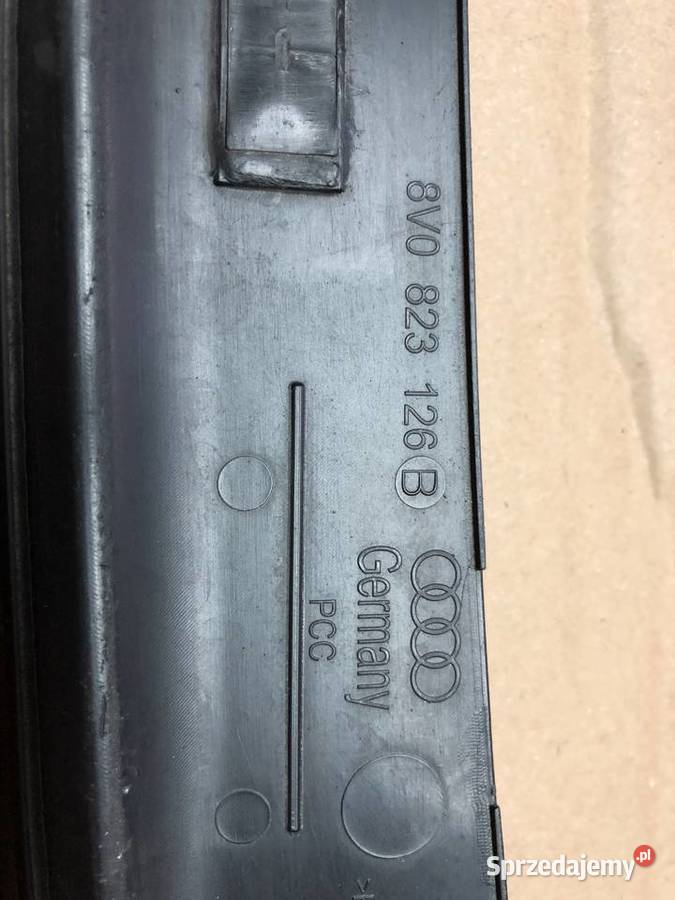 8V0 823 126 B
Germany
PCC
Sprzedajemy.pl